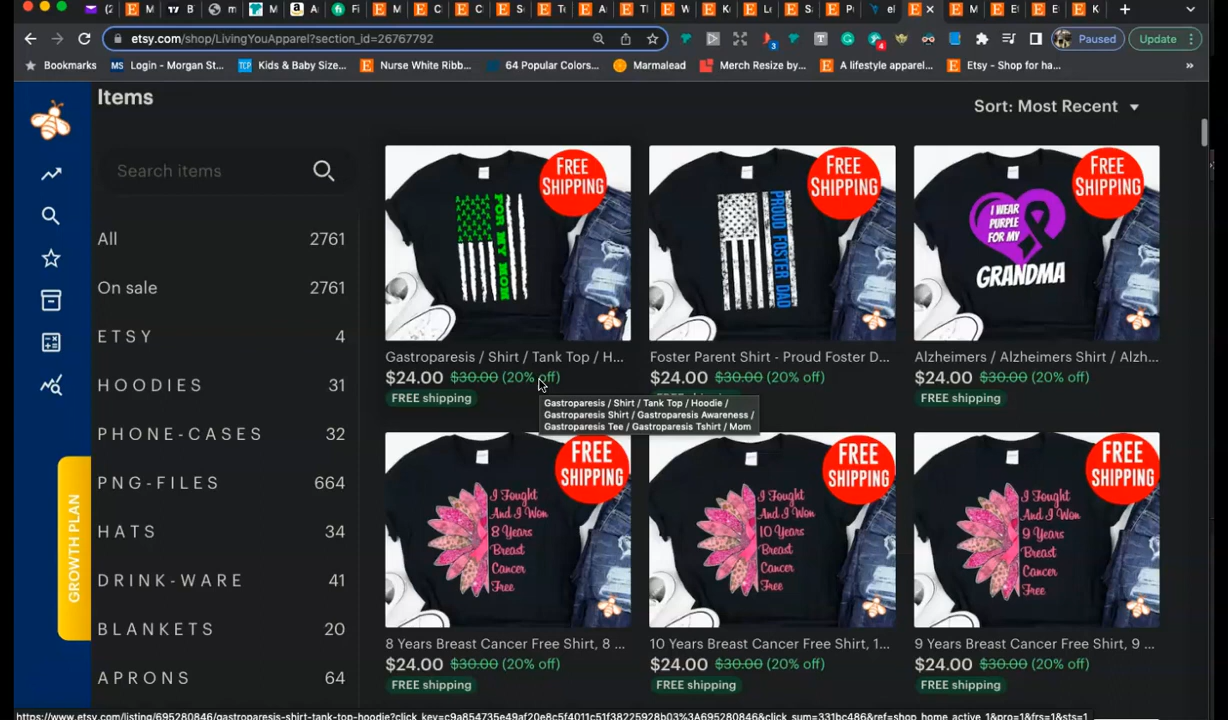 etsy.com/shop/LivingYouApparel?section_id=26767792
Paused
Update
Bookmarks
Login - Morgan St...
Kids & Baby Size...
Nurse White Ribb...
64 Popular Colors...
Marmalead
Merch Resize by...
A lifestyle apparel...
Etsy - Shop for ha...
»
Items
Sort: Most Recent
Search items
All 2761
On sale 2761
ETSY 4
HOODIES 31
PHONE-CASES 32
PNG-FILES 664
HATS 34
DRINK-WARE 41
BLANKETS 20
APRONS 64
GROWTH PLAN
FREE SHIPPING
FOR MY MOM
Gastroparesis / Shirt / Tank Top / H...
$24.00 $30.00 (20% off)
FREE shipping
FREE SHIPPING
PROUD FOSTER DAD
Foster Parent Shirt - Proud Foster D...
$24.00 $30.00 (20% off)
FREE SHIPPING
I WEAR
PURPLE
FOR MY
GRANDMA
Alzheimers / Alzheimers Shirt / Alzh...
$24.00 $30.00 (20% off)
FREE shipping
Gastroparesis / Shirt / Tank Top / Hoodie /
Gastroparesis Shirt / Gastroparesis Awareness /
Gastroparesis Tee / Gastroparesis Tshirt / Mom
FREE SHIPPING
I Fought
And I Won
8 Years
Breast
Cancer
Free
8 Years Breast Cancer Free Shirt, 8 ...
$24.00 $30.00 (20% off)
FREE shipping
FREE SHIPPING
I Fought
And I Won
10 Years
Breast
Cancer
Free
10 Years Breast Cancer Free Shirt, 1...
$24.00 $30.00 (20% off)
FREE shipping
FREE SHIPPING
I Fought
And I Won
9 Years
Breast
Cancer
Free
9 Years Breast Cancer Free Shirt, 9 ...
$24.00 $30.00 (20% off)
FREE shipping